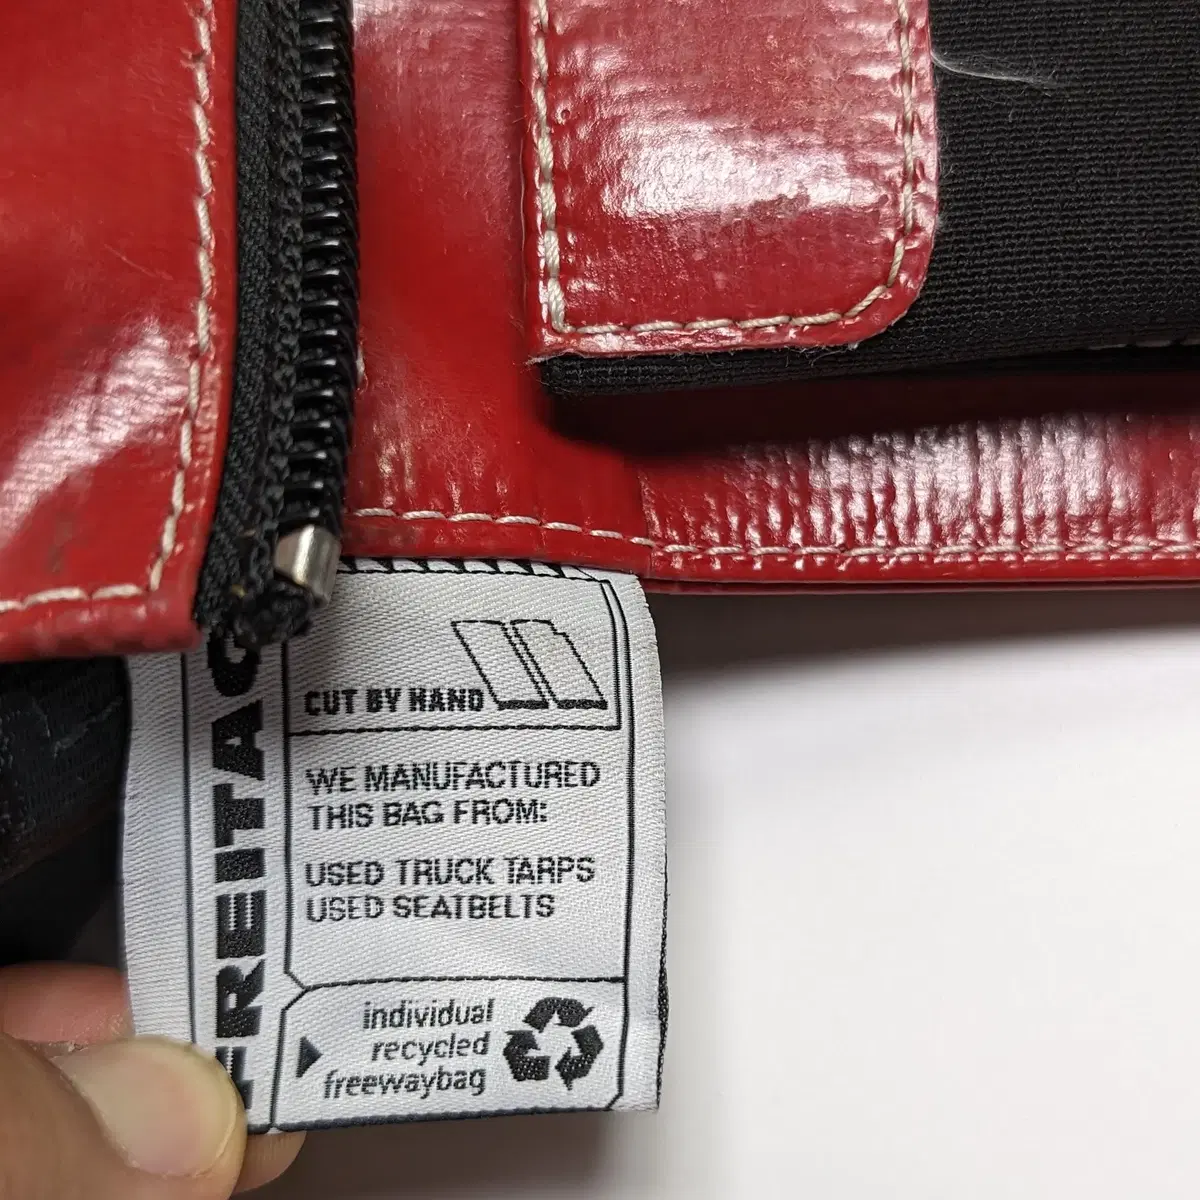 FREITAG
CUT BY HAND
WE MANUFACTURED
THIS BAG FROM:
USED TRUCK TARPS
USED SEATBELTS
individual
recycled
freewaybag